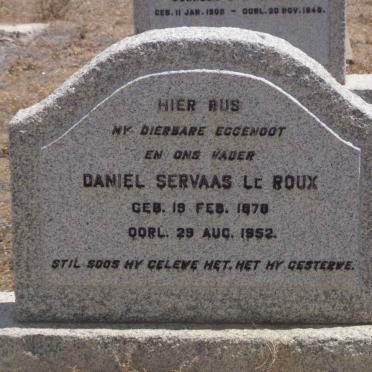 GEB. 11 JAN. 1902 - OORL. 20 NOV. 1948.
HIER RUS
MY DIERBARE EGGENOOT
EN ONS VADER
DANIEL SERVAAS LE ROUX
GEB. 19 FEB. 1878
OORL. 29 AUG. 1952.
STIL SOOS HY GELEWE HET, HET HY GESTERWE.